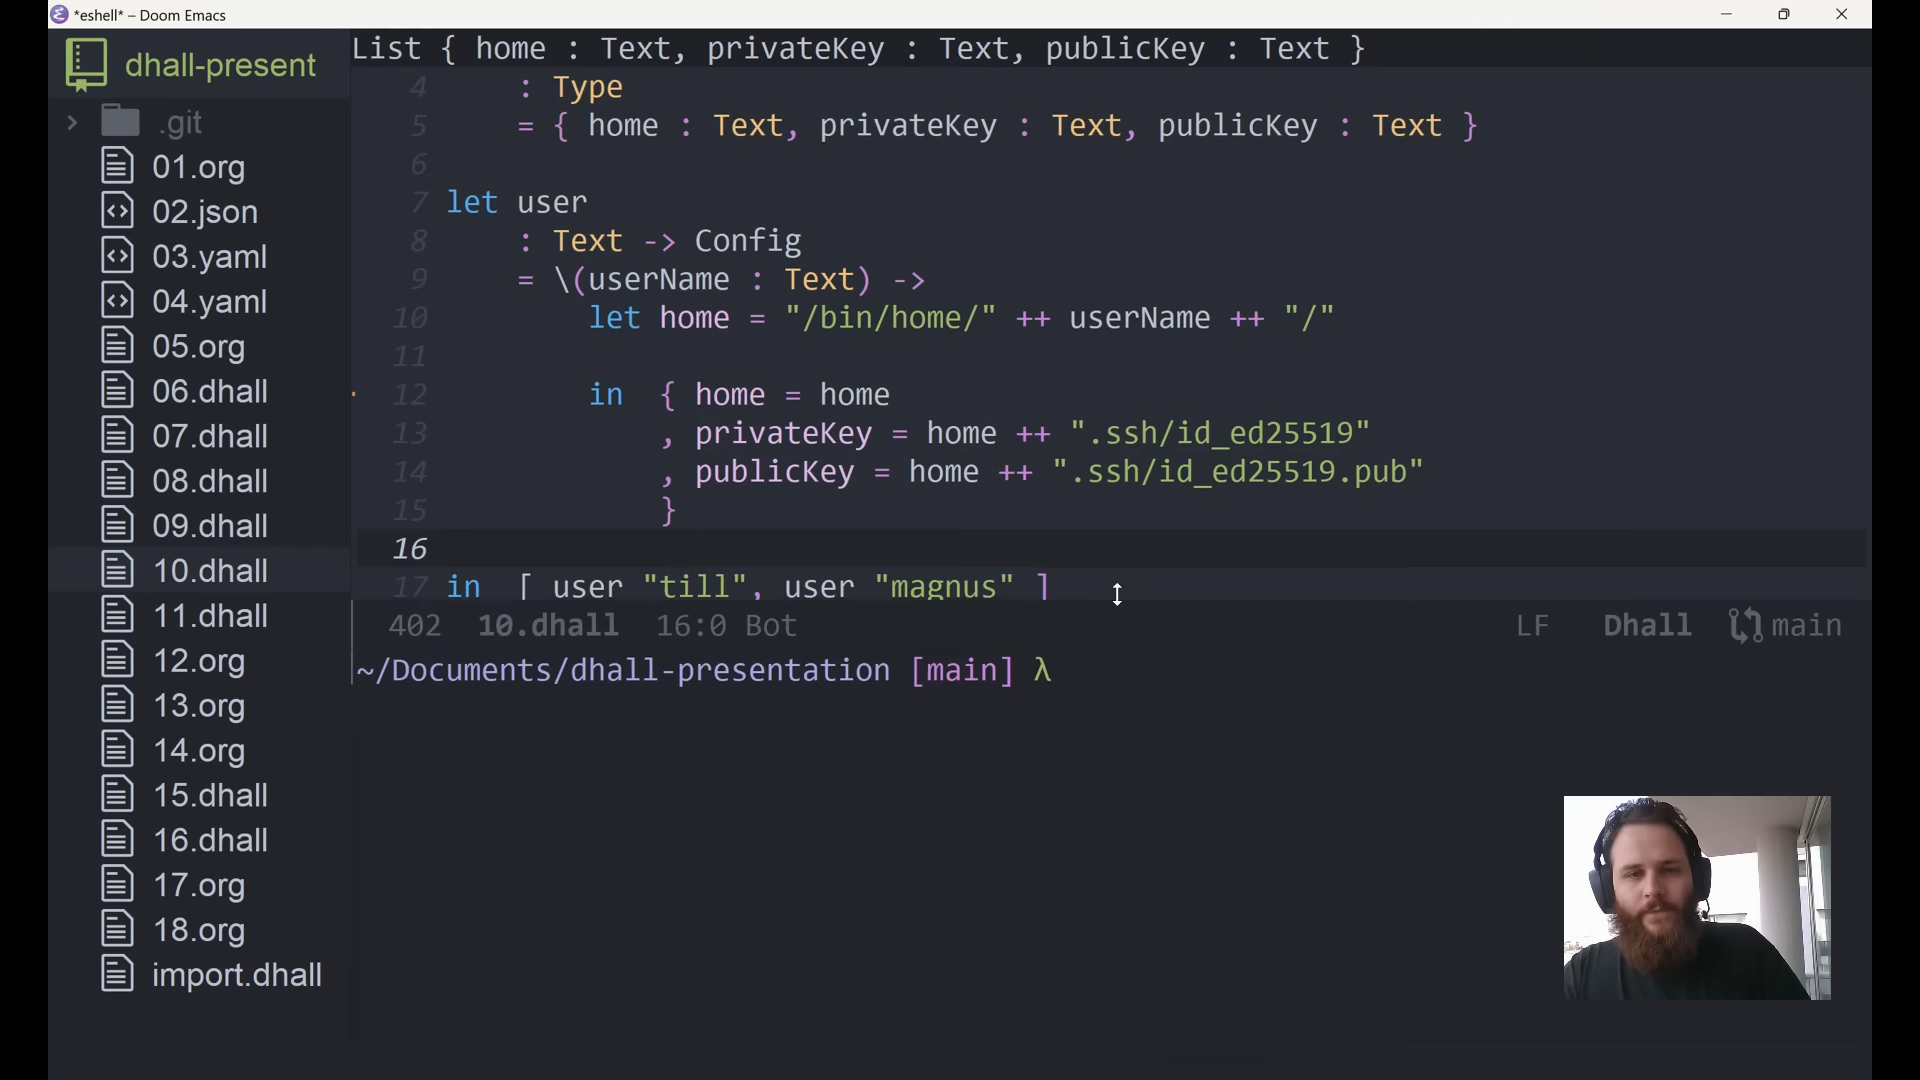 *eshell* – Doom Emacs
dhall-present
.git
01.org
02.json
03.yaml
04.yaml
05.org
06.dhall
07.dhall
08.dhall
09.dhall
10.dhall
11.dhall
12.org
13.org
14.org
15.dhall
16.dhall
17.org
18.org
import.dhall
List { home : Text, privateKey : Text, publicKey : Text }
4 : Type
5 = { home : Text, privateKey : Text, publicKey : Text }
6
7 let user
8 : Text -> Config
9 = \(userName : Text) ->
10 let home = "/bin/home/" ++ userName ++ "/"
11
12 in { home = home
13 , privateKey = home ++ ".ssh/id_ed25519"
14 , publicKey = home ++ ".ssh/id_ed25519.pub"
15 }
16
17 in [ user "till", user "magnus" ]
402 10.dhall 16:0 Bot LF Dhall main
~/Documents/dhall-presentation [main] λ